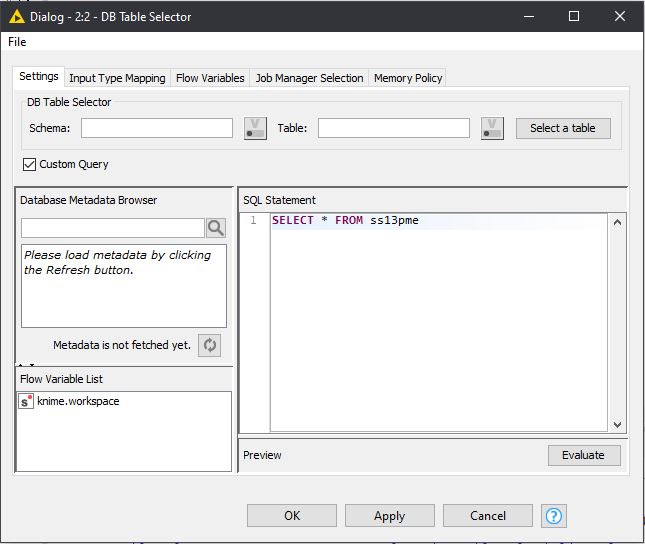 Dialog - 2:2 - DB Table Selector
File
Settings Input Type Mapping Flow Variables Job Manager Selection Memory Policy
DB Table Selector
Schema: V Table: V Select a table
Custom Query
Database Metadata Browser
Please load metadata by clicking
the Refresh button.
Metadata is not fetched yet.
Flow Variable List
s knime.workspace
SQL Statement
1 SELECT * FROM ss13pme
Preview Evaluate
OK Apply Cancel ?